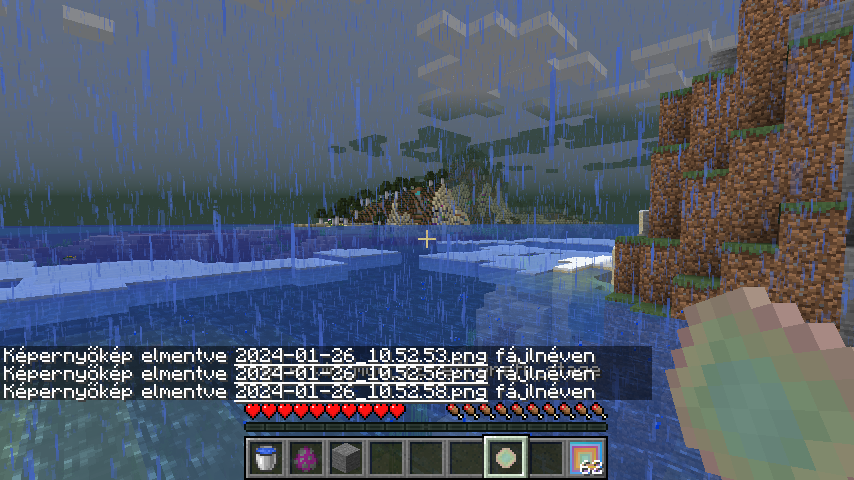 Képernyőkép elmentve 2024-01-26_10.52.53.png fájlnéven
Képernyőkép elmentve 2024-01-26_10.52.56.png fájlnéven
Képernyőkép elmentve 2024-01-26_10.52.58.png fájlnéven
62